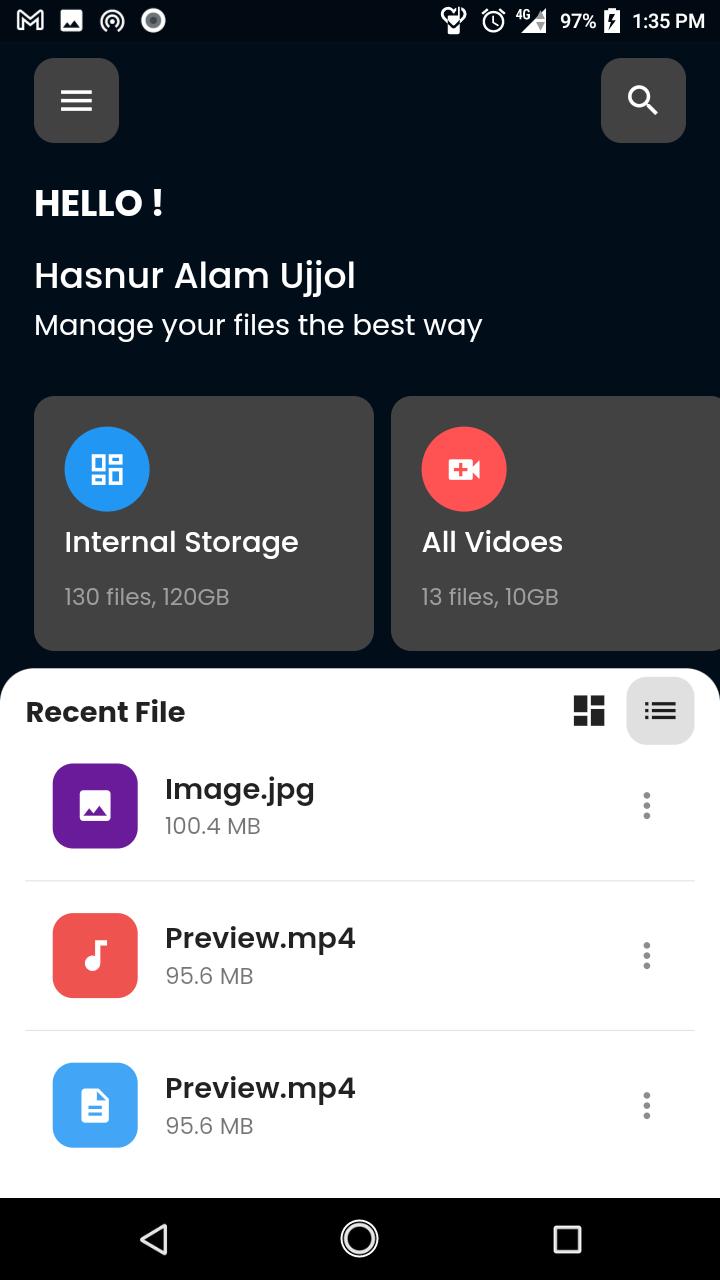 4G 97% 1:35 PM
HELLO !
Hasnur Alam Ujjol
Manage your files the best way
Internal Storage
130 files, 120GB
All Vidoes
13 files, 10GB
Recent File
Image.jpg
100.4 MB
Preview.mp4
95.6 MB
Preview.mp4
95.6 MB